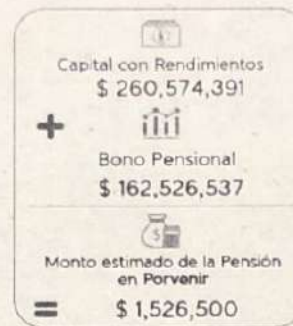 Capital con Rendimientos
$ 260,574,391
+
Bono Pensional
$ 162,526,537
Monto estimado de la Pensión
en Porvenir
= $ 1,526,500